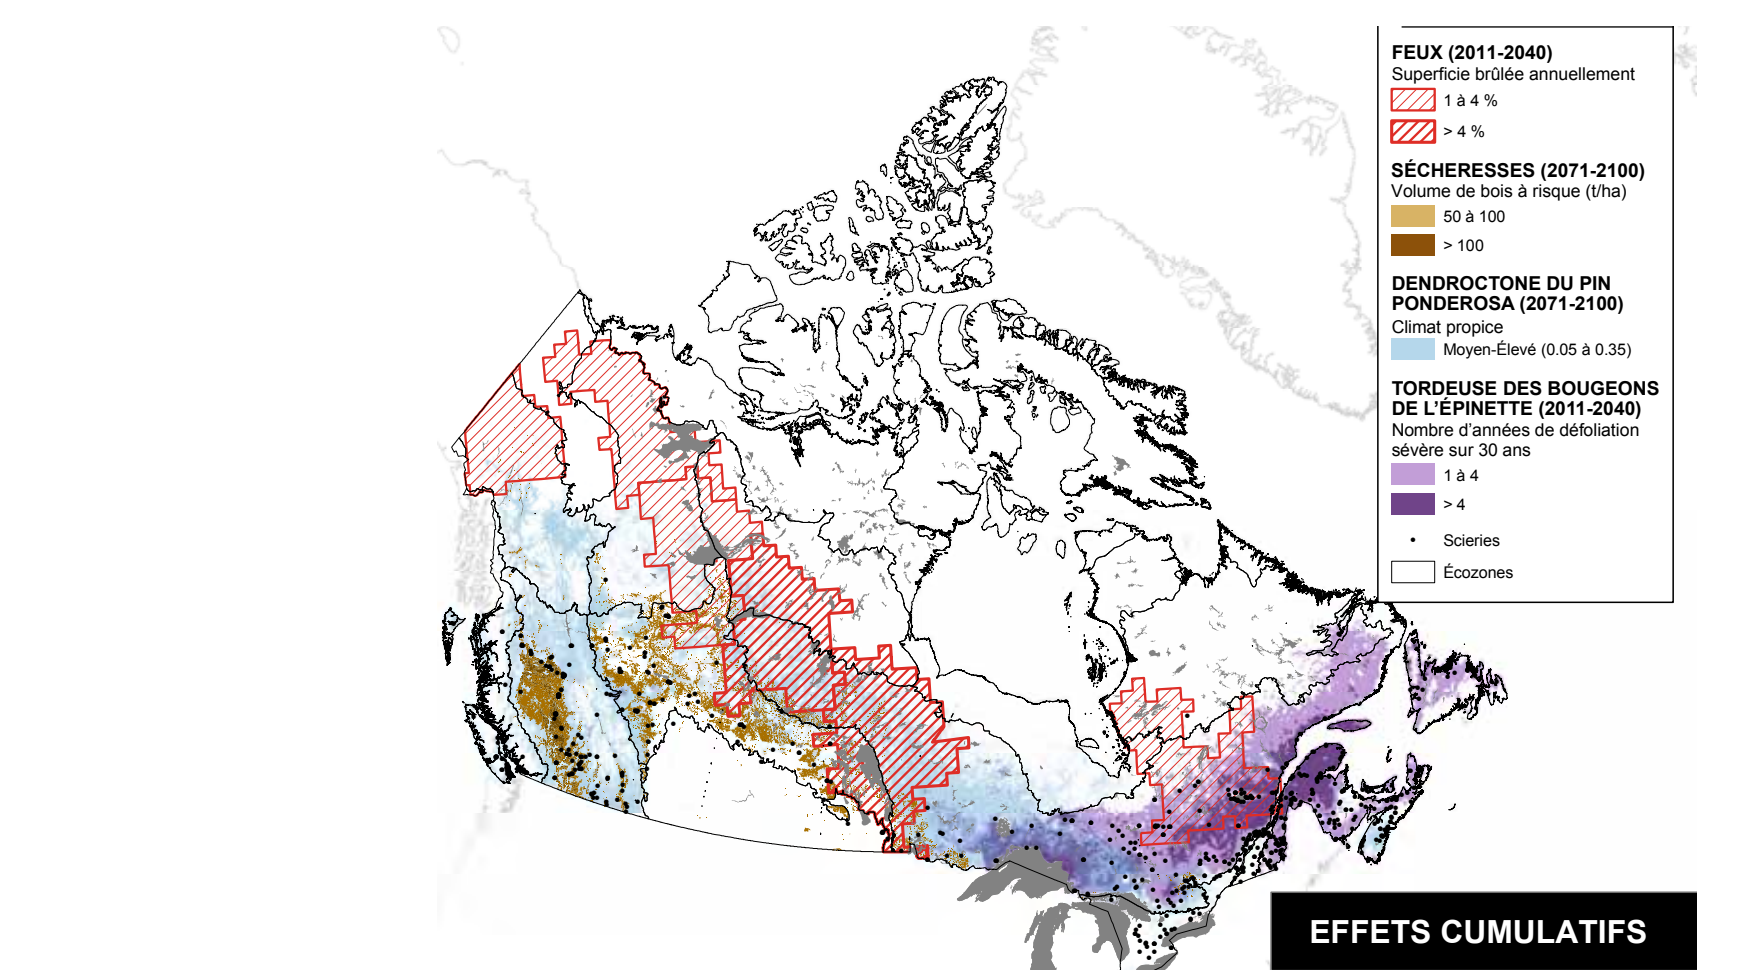 FEUX (2011-2040)
Superficie brûlée annuellement
1 à 4 %
> 4 %
SÉCHERESSES (2071-2100)
Volume de bois à risque (t/ha)
50 à 100
> 100
DENDROCTONE DU PIN
PONDEROSA (2071-2100)
Climat propice
Moyen-Élevé (0.05 à 0.35)
TORDEUSE DES BOUGEONS
DE L’ÉPINETTE (2011-2040)
Nombre d’années de défoliation
sévère sur 30 ans
1 à 4
> 4
Scieries
Écozones
EFFETS CUMULATIFS